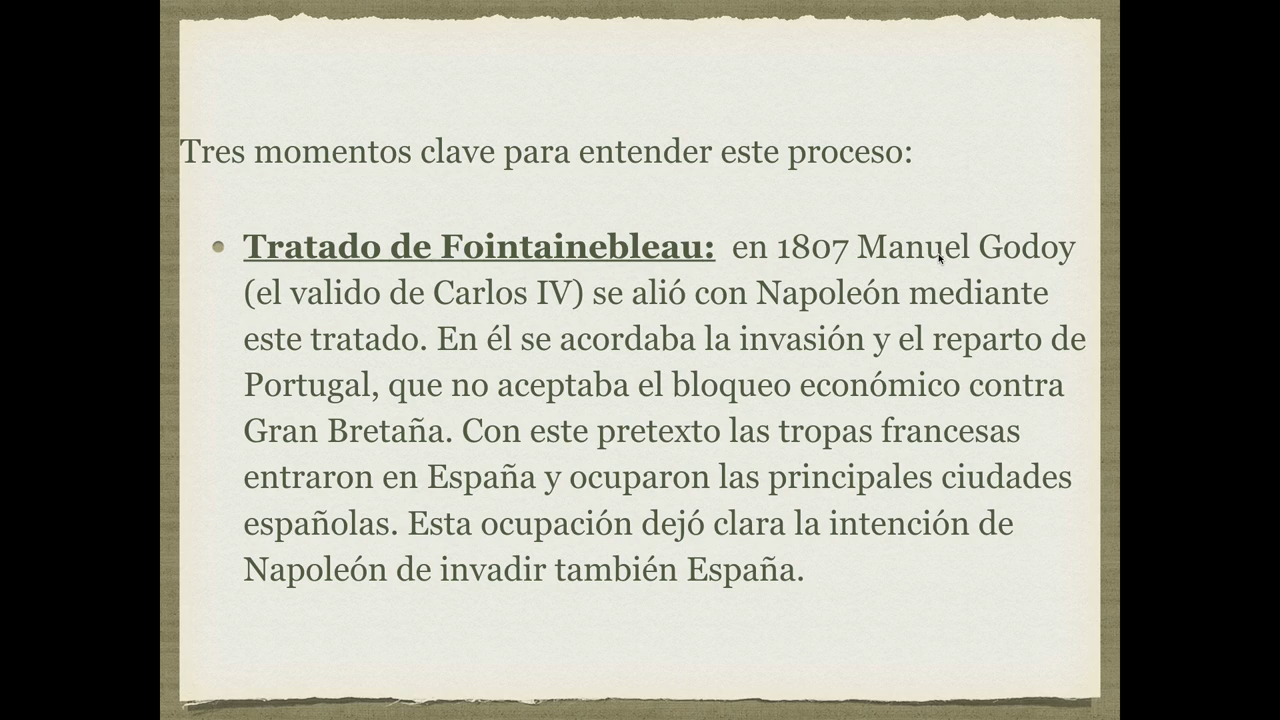 Tres momentos clave para entender este proceso:
Tratado de Fointainebleau: en 1807 Manuel Godoy
(el valido de Carlos IV) se alió con Napoleón mediante
este tratado. En él se acordaba la invasión y el reparto de
Portugal, que no aceptaba el bloqueo económico contra
Gran Bretaña. Con este pretexto las tropas francesas
entraron en España y ocuparon las principales ciudades
españolas. Esta ocupación dejó clara la intención de
Napoleón de invadir también España.